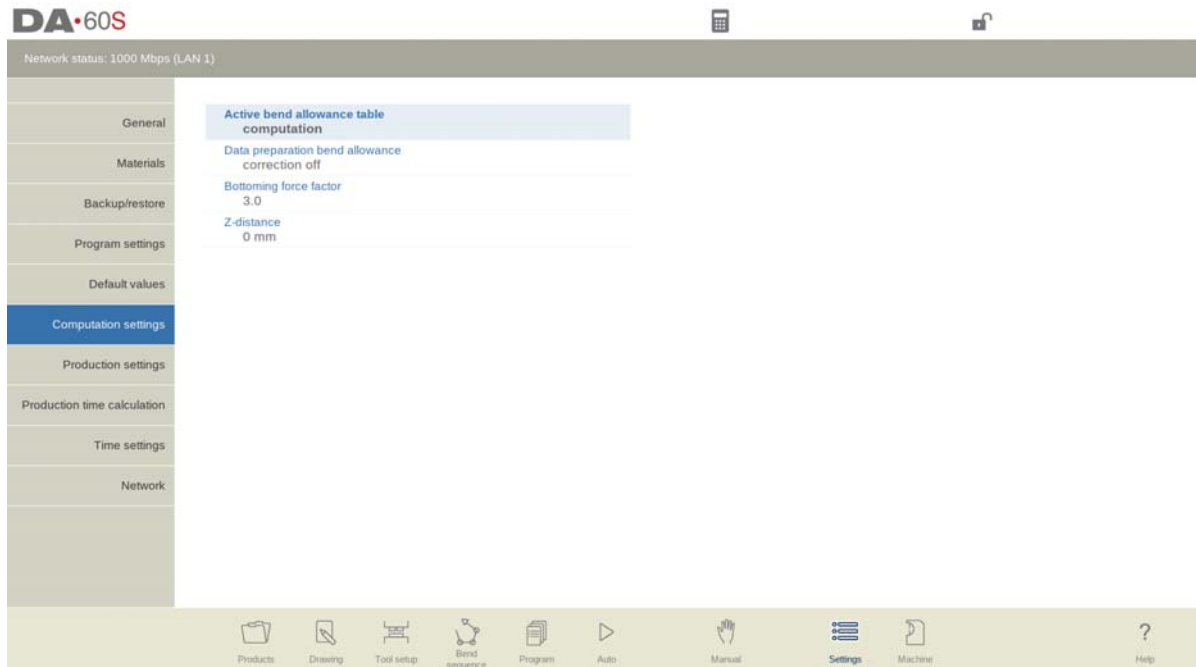 DA•60S
Network status: 1000 Mbps (LAN 1)
General
Materials
Backup/restore
Program settings
Default values
Computation settings
Production settings
Production time calculation
Time settings
Network
Active bend allowance table
computation
Data preparation bend allowance
correction off
Bottoming force factor
3.0
Z-distance
0 mm
Products
Drawing
Tool setup
Bend
sequence
Program
Auto
Manual
Settings
Machine
?
Help